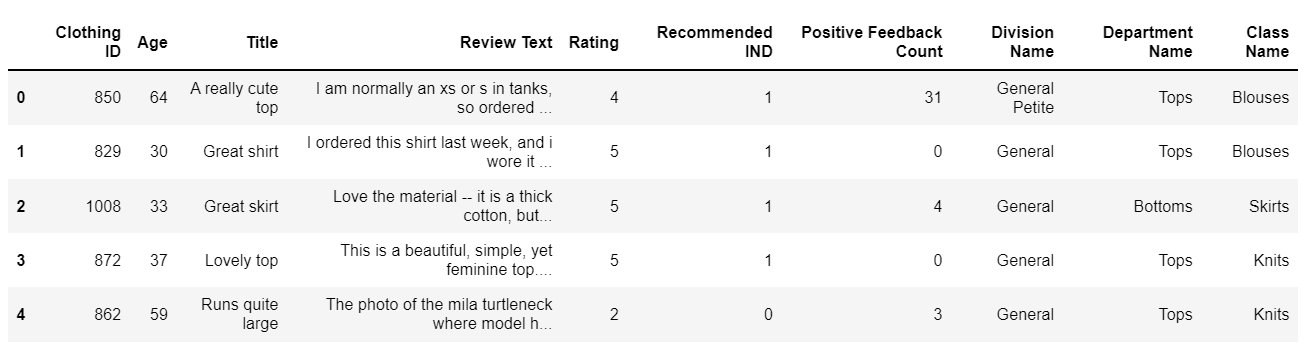 Clothing ID Age Title Review Text Rating Recommended IND Positive Feedback Count Division Name Department Name Class Name
0 850 64 A really cute top I am normally an xs or s in tanks, so ordered ... 4 1 31 General Petite Tops Blouses
1 829 30 Great shirt I ordered this shirt last week, and i wore it ... 5 1 0 General Tops Blouses
2 1008 33 Great skirt Love the material -- it is a thick cotton, but... 5 1 4 General Bottoms Skirts
3 872 37 Lovely top This is a beautiful, simple, yet feminine top.... 5 1 0 General Tops Knits
4 862 59 Runs quite large The photo of the mila turtleneck where model h... 2 0 3 General Tops Knits